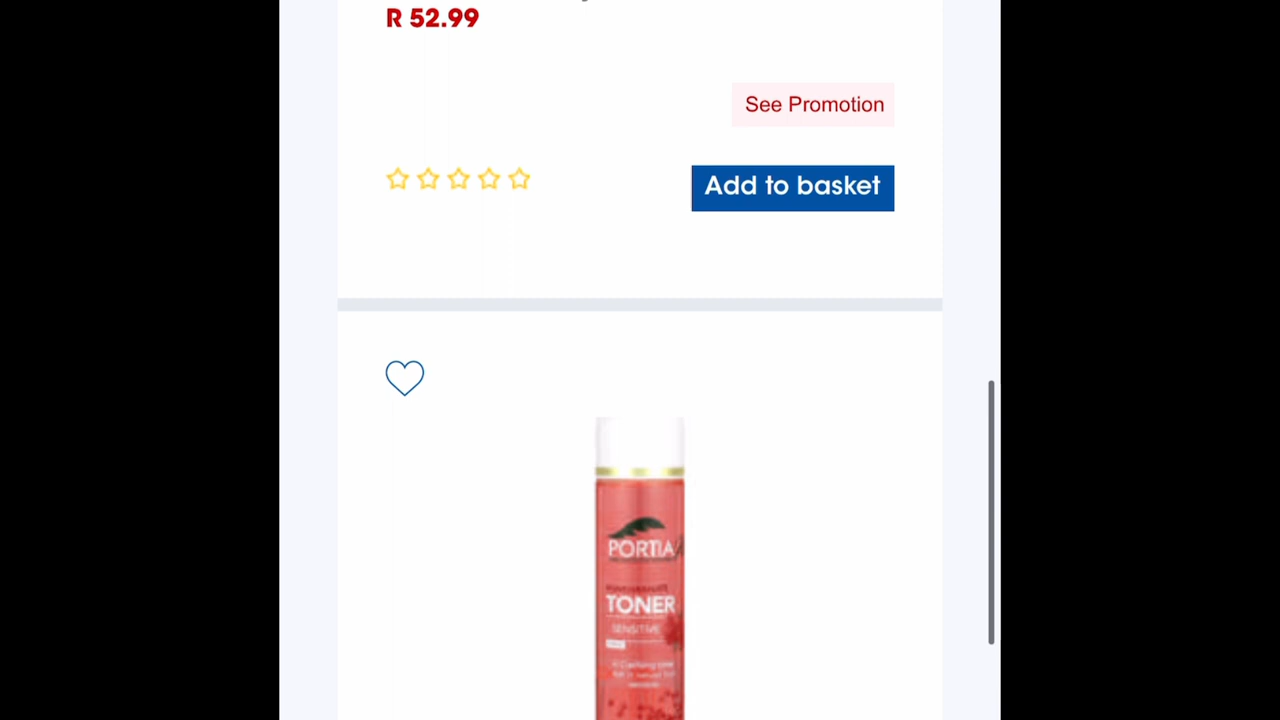 R 52.99
See Promotion
Add to basket
PORTIA
TONER
SENSITIVE